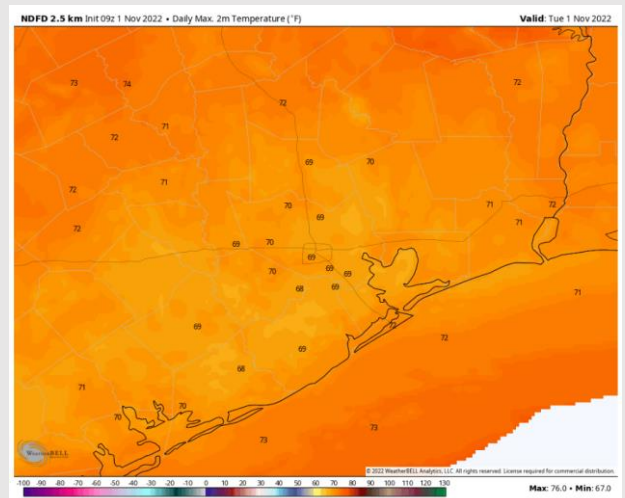 NDFD 2.5 km Init 09z 1 Nov 2022 • Daily Max. 2m Temperature (°F)
Valid: Tue 1 Nov 2022
73 74 72 72
71
72
69 70
71
72
70 71 72
69 71
72
69 70
69
70 69 69
68 69
71
69 72
72
69
68
71
70
70
73
73
WeatherBELL
© 2022 WeatherBELL Analytics, LLC. All rights reserved. License required for commercial distribution.
-100 -90 -80 -70 -60 -50 -40 -30 -20 -10 0 10 20 30 40 50 60 70 80 90 100 110 120 130
Max: 76.0 • Min: 67.0